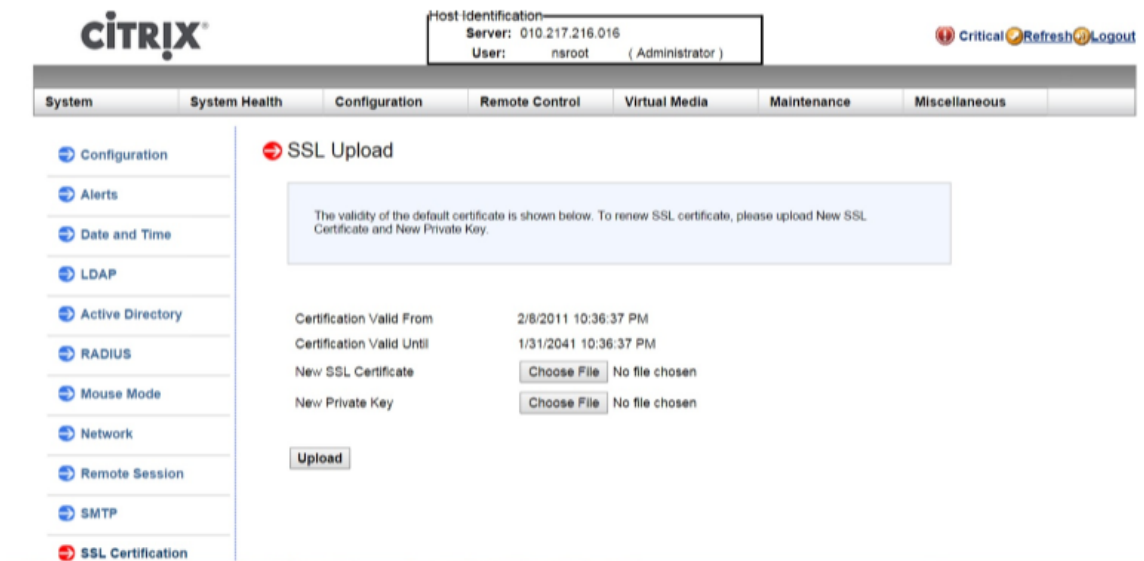 CİTRIX
Host Identification
Server: 010.217.216.016
User: nsroot ( Administrator )
Critical Refresh Logout
System System Health Configuration Remote Control Virtual Media Maintenance Miscellaneous
Configuration
Alerts
Date and Time
LDAP
Active Directory
RADIUS
Mouse Mode
Network
Remote Session
SMTP
SSL Certification
SSL Upload
The validity of the default certificate is shown below. To renew SSL certificate, please upload New SSL
Certificate and New Private Key.
Certification Valid From 2/8/2011 10:36:37 PM
Certification Valid Until 1/31/2041 10:36:37 PM
New SSL Certificate Choose File No file chosen
New Private Key Choose File No file chosen
Upload